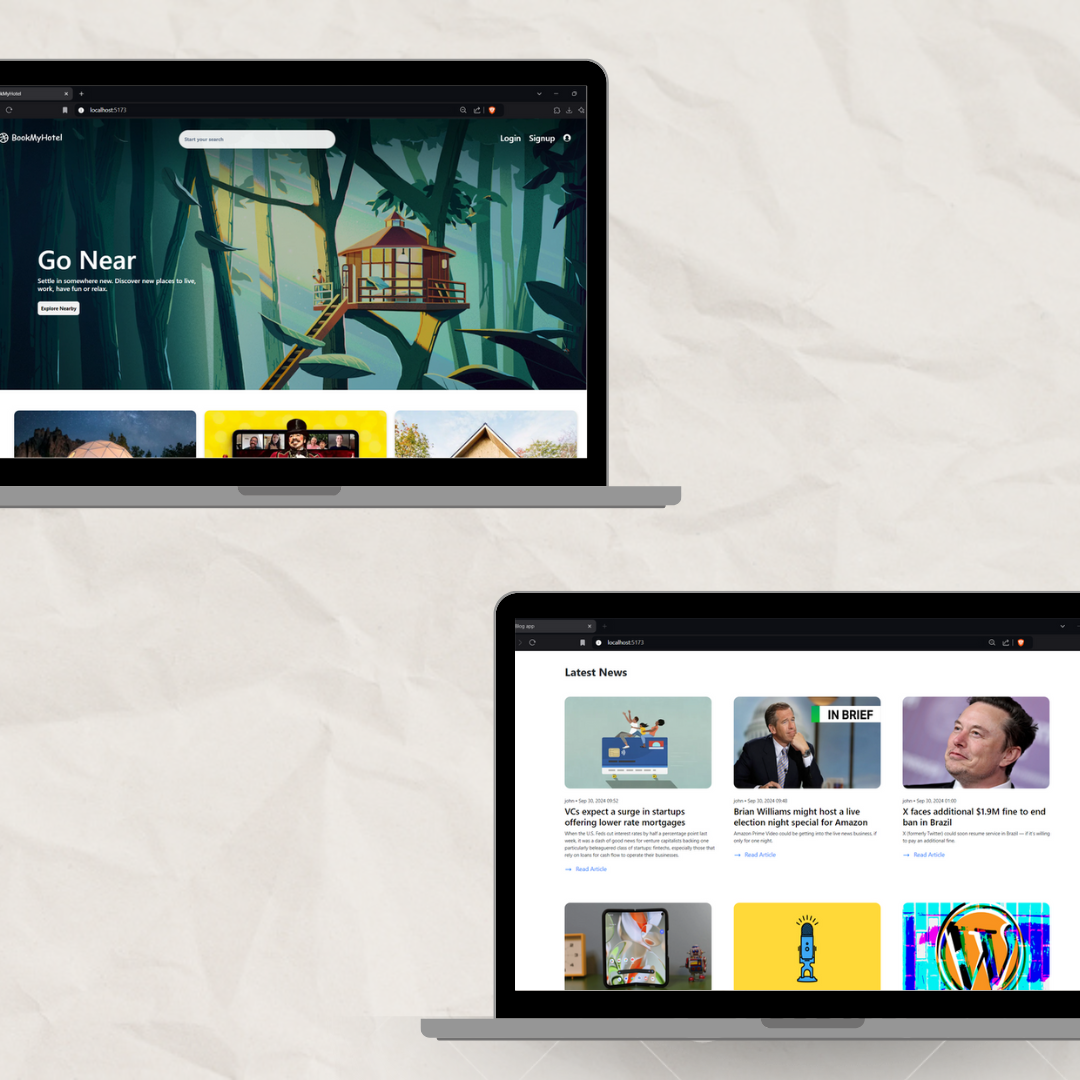 kMyHotel
localhost:5173
BookMyHotel
Start your search
Login
Signup
Go Near
Settle in somewhere new. Discover new places to live,
work, have fun or relax.
Explore Nearby
Blog app
localhost:5173
Latest News
IN BRIEF
john • Sep 30, 2024 09:52
VCs expect a surge in startups
offering lower rate mortgages
When the U.S. Feds cut interest rates by half a percentage point last
week, it was a dash of good news for venture capitalists backing one
particularly beleaguered class of startups: fintechs, especially those that
rely on loans for cash flow to operate their businesses.
→ Read Article
john • Sep 30, 2024 09:48
Brian Williams might host a live
election night special for Amazon
Amazon Prime Video could be getting into the live news business, if
only for one night.
→ Read Article
john • Sep 30, 2024 01:00
X faces additional $1.9M fine to end
ban in Brazil
X (formerly Twitter) could soon resume service in Brazil — if it's willing
to pay an additional fine.
→ Read Article